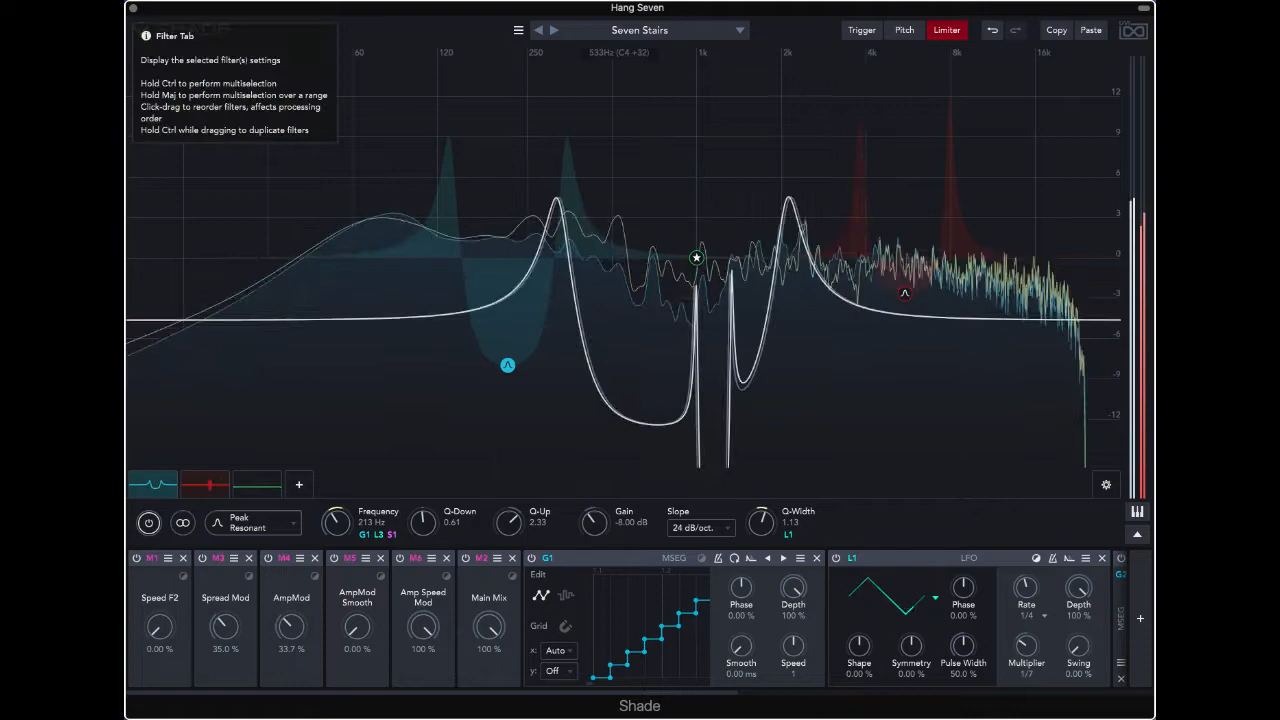 Hang Seven
Filter Tab
Display the selected filter(s) settings
Hold Ctrl to perform multiselection
Hold Maj to perform multiselection over a range
Click-drag to reorder filters, affects processing
order
Hold Ctrl while dragging to duplicate filters
Seven Stairs
Trigger Pitch Limiter
Copy Paste
60 120 250 533Hz (C4 +32) 1k 2k 4k 8k 16k
12
9
6
3
0
-3
-6
-9
-12
+
Peak
Resonant
Frequency
213 Hz
G1 L3 S1
Q-Down
0.61
Q-Up
2.33
Gain
-8.00 dB
Slope
24 dB/oct.
Q-Width
1.13
L1
M1 M3 M4 M5 M6 M2 G1 MSEG L1 LFO
Speed F2
0.00 %
Spread Mod
35.0 %
AmpMod
33.7 %
AmpMod
Smooth
0.00 %
Amp Speed
Mod
100 %
Main Mix
100 %
Edit
Grid
x: Auto
y: Off
1.1 1.2
Phase
0.00 %
Depth
100 %
Smooth
0.00 ms
Speed
1
Phase
0.00 %
Shape
0.00 %
Symmetry
0.00 %
Pulse Width
50.0 %
Rate
1/4
Depth
100 %
Multiplier
1/7
Swing
0.00 %
G2
MSEG
+
Shade